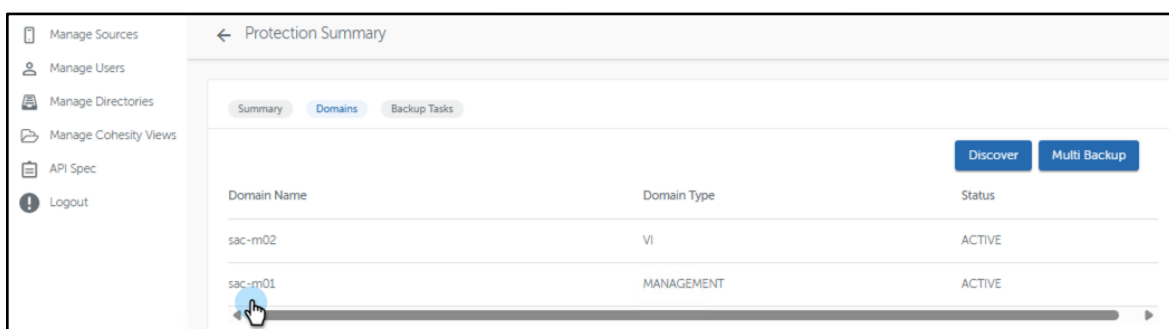 Manage Sources
Manage Users
Manage Directories
Manage Cohesity Views
API Spec
Logout
← Protection Summary
Summary Domains Backup Tasks
Discover Multi Backup
Domain Name Domain Type Status
sac-m02 VI ACTIVE
sac-m01 MANAGEMENT ACTIVE